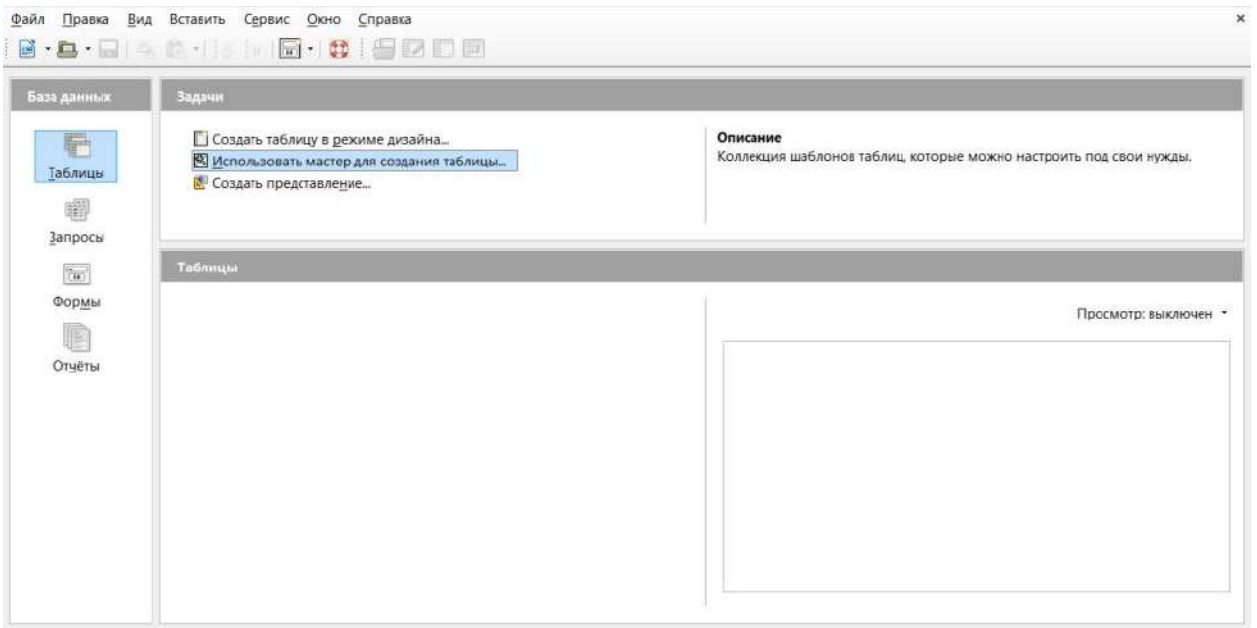 Файл Правка Вид Вставить Сервис Окно Справка
База данных
Таблицы
Запросы
Формы
Отчёты
Задачи
Создать таблицу в режиме дизайна...
Использовать мастер для создания таблицы...
Создать представление...
Описание
Коллекция шаблонов таблиц, которые можно настроить под свои нужды.
Таблицы
Просмотр: выключен